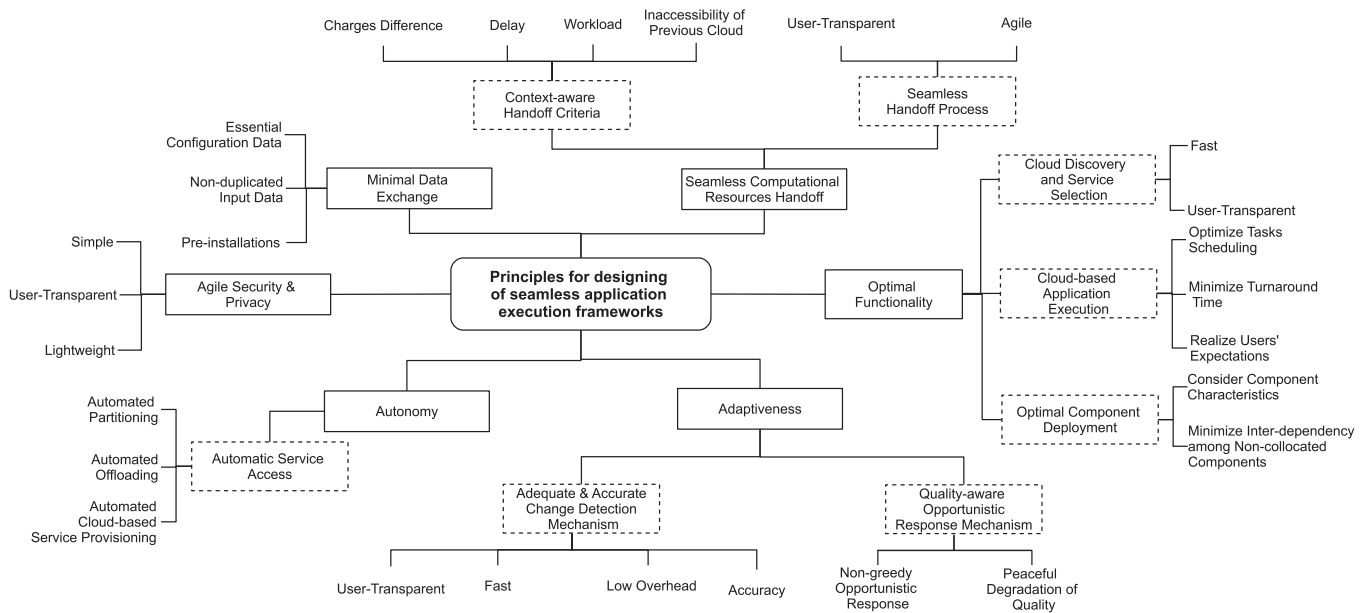 Charges Difference
Delay
Workload
Inaccessibility of
Previous Cloud
User-Transparent
Agile
Context-aware
Handoff Criteria
Seamless
Handoff Process
Essential
Configuration Data
Non-duplicated
Input Data
Pre-installations
Minimal Data
Exchange
Seamless Computational
Resources Handoff
Cloud Discovery
and Service
Selection
Fast
User-Transparent
Simple
User-Transparent
Lightweight
Agile Security &
Privacy
Principles for designing
of seamless application
execution frameworks
Optimal
Functionality
Cloud-based
Application
Execution
Optimize Tasks
Scheduling
Minimize Turnaround
Time
Realize Users'
Expectations
Autonomy
Adaptiveness
Optimal Component
Deployment
Consider Component
Characteristics
Minimize Inter-dependency
among Non-collocated
Components
Automated
Partitioning
Automated
Offloading
Automated
Cloud-based
Service Provisioning
Automatic Service
Access
Adequate & Accurate
Change Detection
Mechanism
Quality-aware
Opportunistic
Response Mechanism
User-Transparent
Fast
Low Overhead
Accuracy
Non-greedy
Opportunistic
Response
Peaceful
Degradation of
Quality